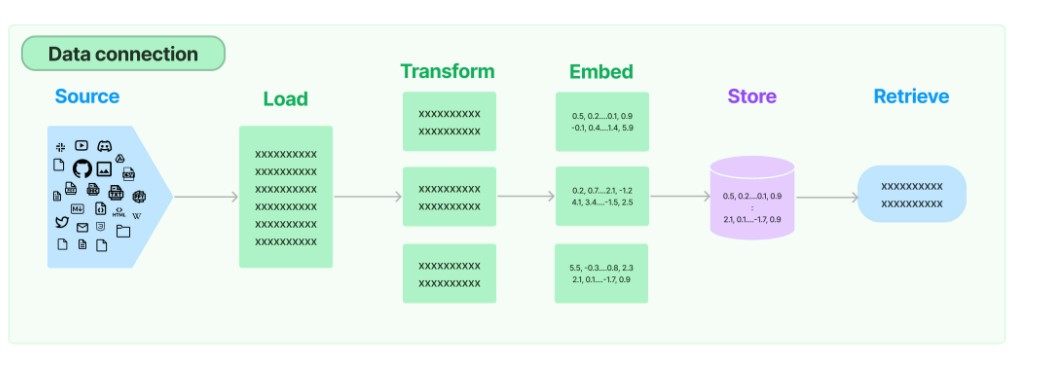 Data connection
Source
Load
Transform
Embed
Store
Retrieve
HTML
W
XXXXXXXXXX
XXXXXXXXXX
XXXXXXXXXX
XXXXXXXXXX
XXXXXXXXXX
XXXXXXXXXX
XXXXXXXXXX
XXXXXXXXXX
XXXXXXXXXX
XXXXXXXXXX
XXXXXXXXXX
XXXXXXXXXX
0.5, 0.2....0.1, 0.9
-0.1, 0.4....1.4, 5.9
0.2, 0.7....2.1, -1.2
4.1, 3.4....-1.5, 2.5
5.5, -0.3....0.8, 2.3
2.1, 0.1....-1.7, 0.9
0.5, 0.2....0.1, 0.9
:
2.1, 0.1....-1.7, 0.9
XXXXXXXXXX
XXXXXXXXXX